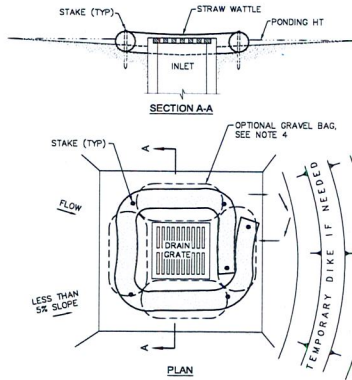 STAKE (TYP)
STRAW WATTLE
PONDING HT
INLET
SECTION A-A
OPTIONAL GRAVEL BAG,
SEE NOTE 4
STAKE (TYP)
A
FLOW
DRAIN
GRATE
LESS THAN
5% SLOPE
A
TEMPORARY DIKE IF NEEDED
PLAN